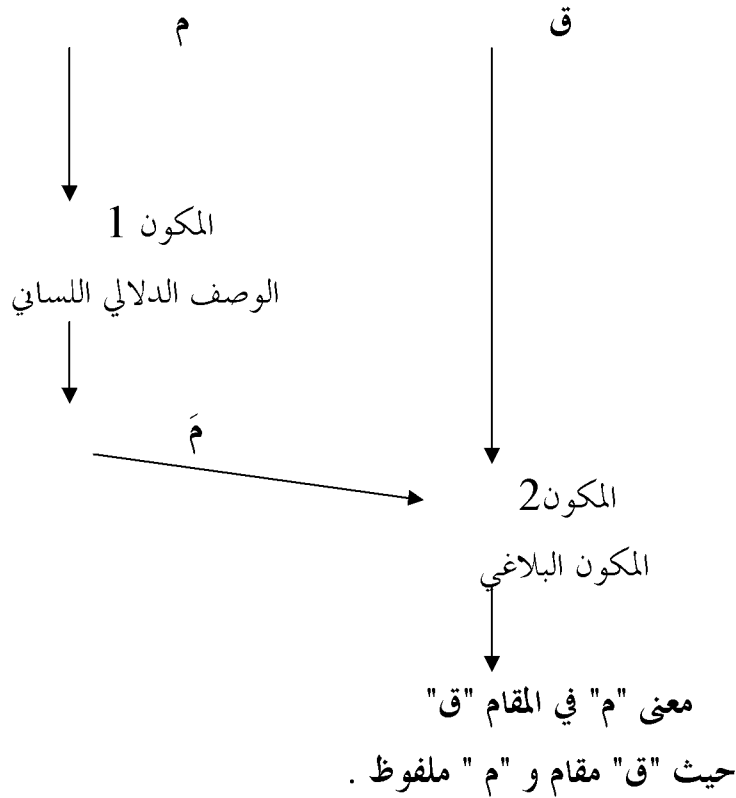 ق
م
المكون 1
الوصف الدلالي اللساني
مَ
المكون2
المكون البلاغي
معنى "م" في المقام "ق"
حيث "ق" مقام و "م " ملفوظ .